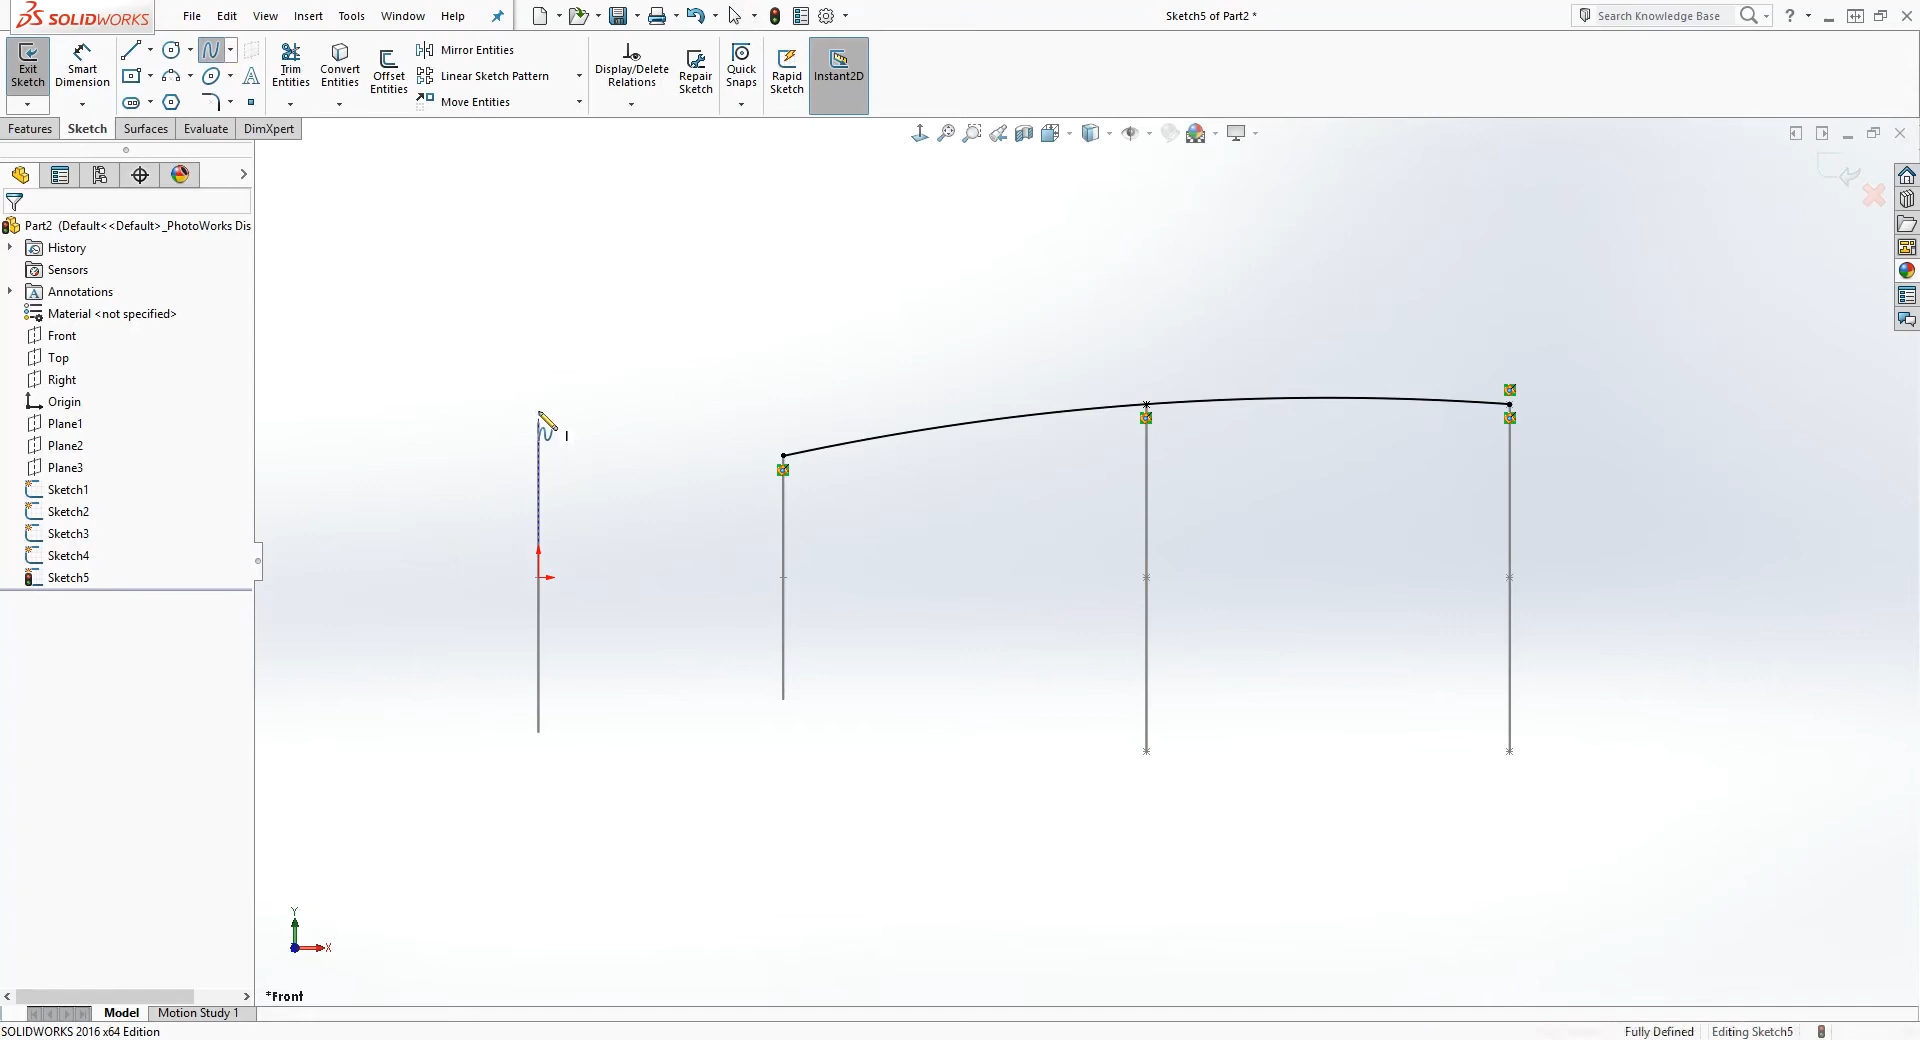 SOLIDWORKS
File Edit View Insert Tools Window Help
Sketch5 of Part2 *
Search Knowledge Base
Exit Sketch
Smart Dimension
Trim Entities
Convert Entities
Offset Entities
Mirror Entities
Linear Sketch Pattern
Move Entities
Display/Delete Relations
Repair Sketch
Quick Snaps
Rapid Sketch
Instant2D
Features Sketch Surfaces Evaluate DimXpert
Part2 (Default<<Default>_PhotoWorks Dis
History
Sensors
Annotations
Material <not specified>
Front
Top
Right
Origin
Plane1
Plane2
Plane3
Sketch1
Sketch2
Sketch3
Sketch4
Sketch5
Y
X
*Front
Model Motion Study 1
SOLIDWORKS 2016 x64 Edition
Fully Defined Editing Sketch5